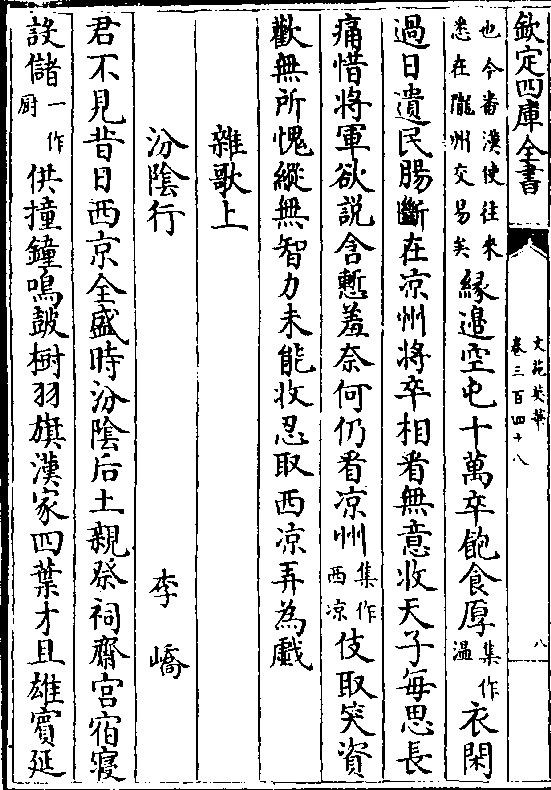 欽定四庫全書
文苑英華
卷三百四十八
八
也今蕃漢使往來
悉在隴州交易矣緣邊空屯十萬卒飽食厚集作温衣閑
過日遺民腸斷在凉州將卒相看無意收天子每思長
痛惜將軍欲説含慙羞奈何仍看凉州集作西凉伎取笑資
歡無所愧縱無智力未能收忍取西凉弄為戲
雜歌上
汾陰行　李嶠
君不見昔日西京全盛時汾陰后土親祭祠齋宮宿寢
設儲一作厨供撞鐘鳴鼓樹羽旗漢家四葉才且雄賓延